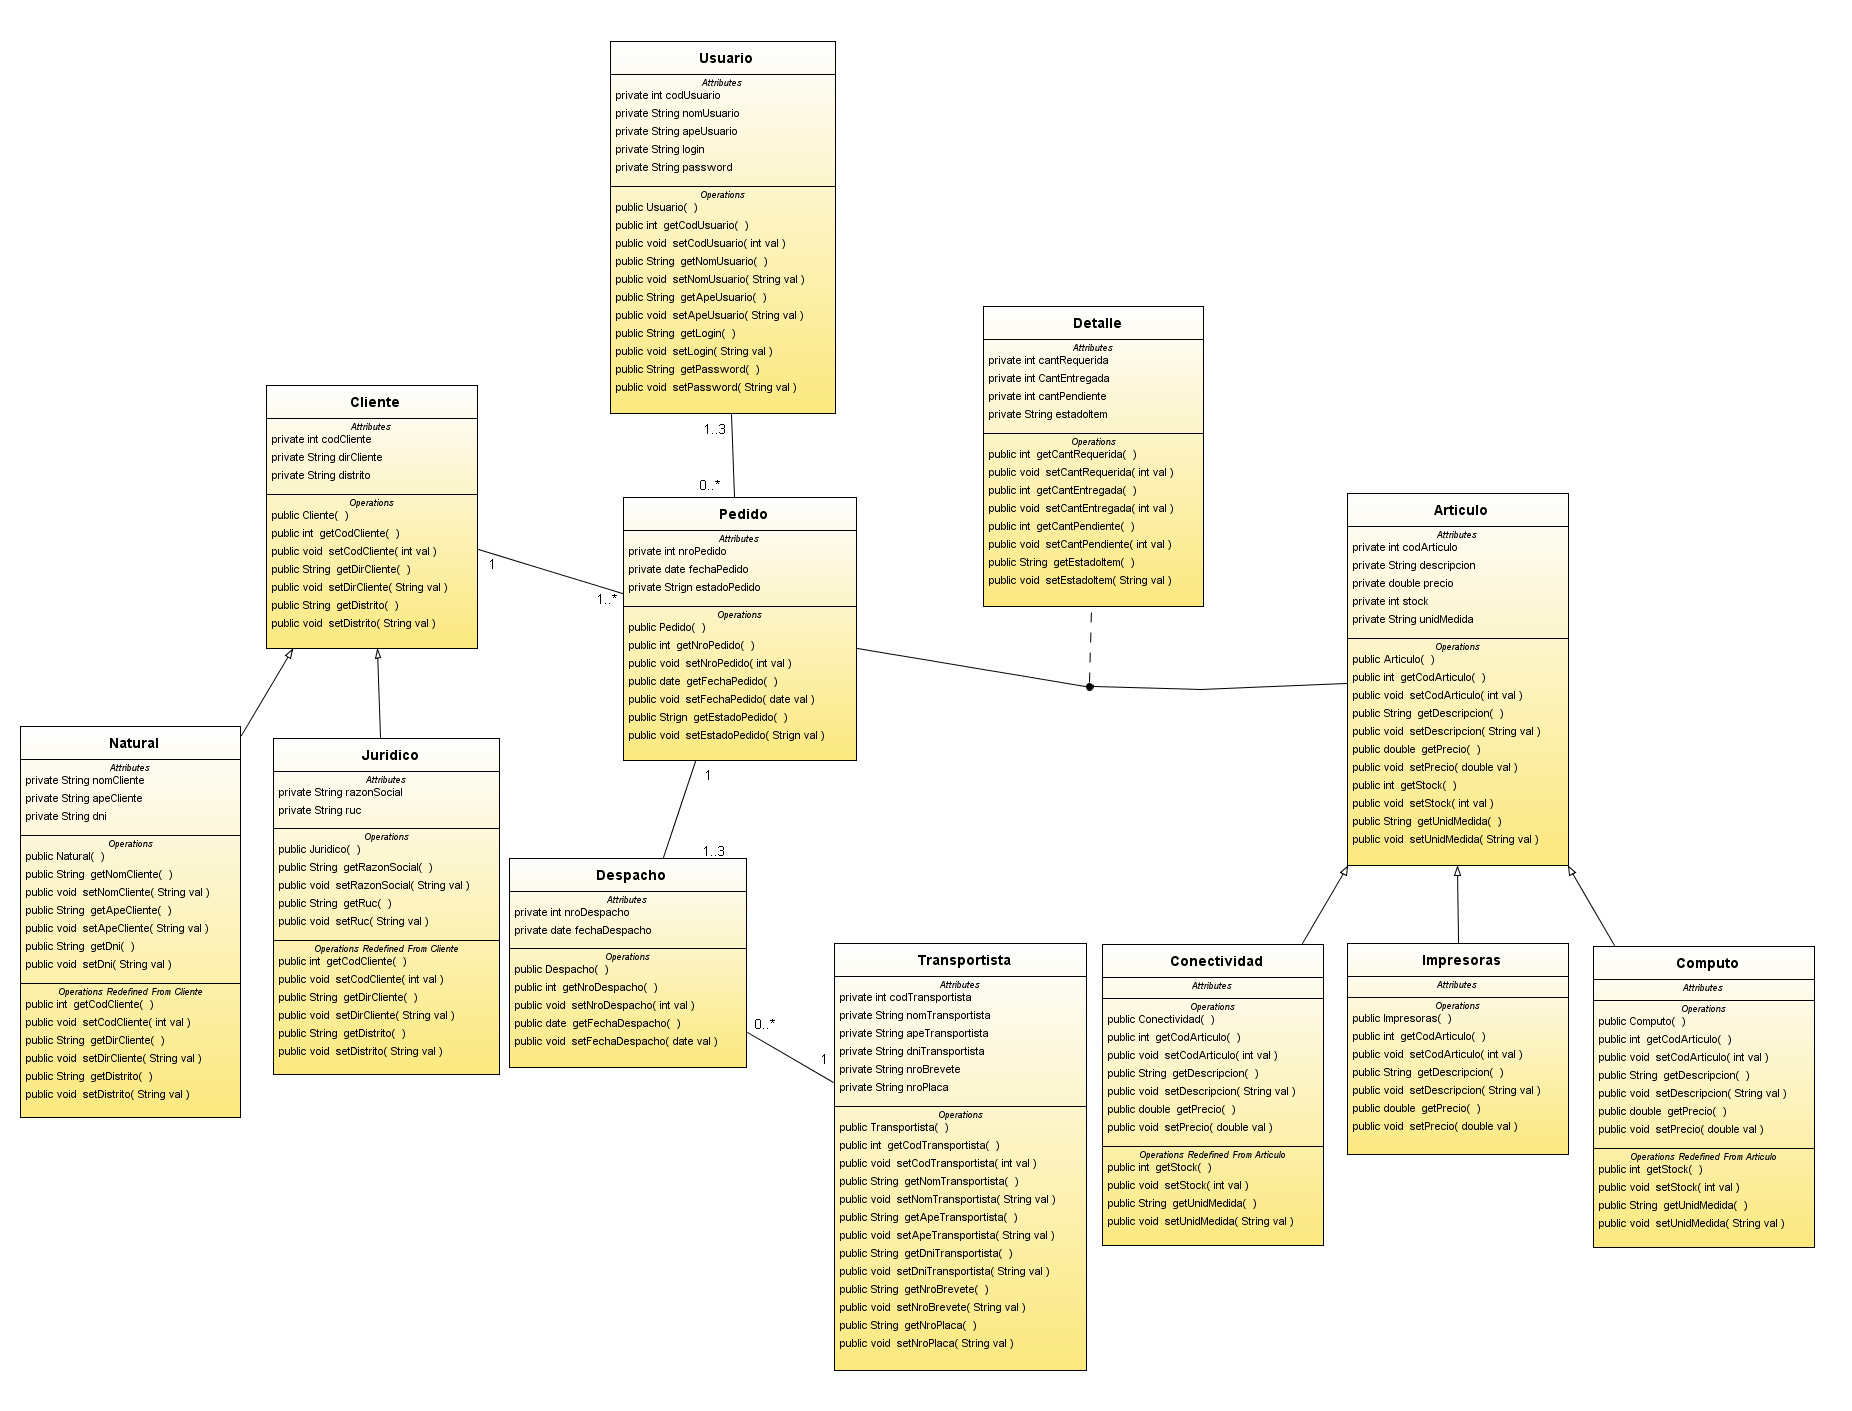 Usuario
Attributes
private int codUsuario
private String nomUsuario
private String apeUsuario
private String login
private String password
Operations
public Usuario( )
public int getCodUsuario( )
public void setCodUsuario( int val )
public String getNomUsuario( )
public void setNomUsuario( String val )
public String getApeUsuario( )
public void setApeUsuario( String val )
public String getLogin( )
public void setLogin( String val )
public String getPassword( )
public void setPassword( String val )
1..3
0..*
Detalle
Attributes
private int cantRequerida
private int CantEntregada
private int cantPendiente
private String estadoItem
Operations
public int getCantRequerida( )
public void setCantRequerida( int val )
public int getCantEntregada( )
public void setCantEntregada( int val )
public int getCantPendiente( )
public void setCantPendiente( int val )
public String getEstadoItem( )
public void setEstadoItem( String val )
Cliente
Attributes
private int codCliente
private String dirCliente
private String distrito
Operations
public Cliente( )
public int getCodCliente( )
public void setCodCliente( int val )
public String getDirCliente( )
public void setDirCliente( String val )
public String getDistrito( )
public void setDistrito( String val )
1
1..*
Pedido
Attributes
private int nroPedido
private date fechaPedido
private Strign estadoPedido
Operations
public Pedido( )
public int getNroPedido( )
public void setNroPedido( int val )
public date getFechaPedido( )
public void setFechaPedido( date val )
public Strign getEstadoPedido( )
public void setEstadoPedido( Strign val )
1
1..3
Articulo
Attributes
private int codArticulo
private String descripcion
private double precio
private int stock
private String unidMedida
Operations
public Articulo( )
public int getCodArticulo( )
public void setCodArticulo( int val )
public String getDescripcion( )
public void setDescripcion( String val )
public double getPrecio( )
public void setPrecio( double val )
public int getStock( )
public void setStock( int val )
public String getUnidMedida( )
public void setUnidMedida( String val )
Natural
Attributes
private String nomCliente
private String apeCliente
private String dni
Operations
public Natural( )
public String getNomCliente( )
public void setNomCliente( String val )
public String getApeCliente( )
public void setApeCliente( String val )
public String getDni( )
public void setDni( String val )
Operations Redefined From Cliente
public int getCodCliente( )
public void setCodCliente( int val )
public String getDirCliente( )
public void setDirCliente( String val )
public String getDistrito( )
public void setDistrito( String val )
Juridico
Attributes
private String razonSocial
private String ruc
Operations
public Juridico( )
public String getRazonSocial( )
public void setRazonSocial( String val )
public String getRuc( )
public void setRuc( String val )
Operations Redefined From Cliente
public int getCodCliente( )
public void setCodCliente( int val )
public String getDirCliente( )
public void setDirCliente( String val )
public String getDistrito( )
public void setDistrito( String val )
Despacho
Attributes
private int nroDespacho
private date fechaDespacho
Operations
public Despacho( )
public int getNroDespacho( )
public void setNroDespacho( int val )
public date getFechaDespacho( )
public void setFechaDespacho( date val )
0..*
1
Transportista
Attributes
private int codTransportista
private String nomTransportista
private String apeTransportista
private String dniTransportista
private String nroBrevete
private String nroPlaca
Operations
public Transportista( )
public int getCodTransportista( )
public void setCodTransportista( int val )
public String getNomTransportista( )
public void setNomTransportista( String val )
public String getApeTransportista( )
public void setApeTransportista( String val )
public String getDniTransportista( )
public void setDniTransportista( String val )
public String getNroBrevete( )
public void setNroBrevete( String val )
public String getNroPlaca( )
public void setNroPlaca( String val )
Conectividad
Attributes
Operations
public Conectividad( )
public int getCodArticulo( )
public void setCodArticulo( int val )
public String getDescripcion( )
public void setDescripcion( String val )
public double getPrecio( )
public void setPrecio( double val )
Operations Redefined From Articulo
public int getStock( )
public void setStock( int val )
public String getUnidMedida( )
public void setUnidMedida( String val )
Impresoras
Attributes
Operations
public Impresoras( )
public int getCodArticulo( )
public void setCodArticulo( int val )
public String getDescripcion( )
public void setDescripcion( String val )
public double getPrecio( )
public void setPrecio( double val )
Computo
Attributes
Operations
public Computo( )
public int getCodArticulo( )
public void setCodArticulo( int val )
public String getDescripcion( )
public void setDescripcion( String val )
public double getPrecio( )
public void setPrecio( double val )
Operations Redefined From Articulo
public int getStock( )
public void setStock( int val )
public String getUnidMedida( )
public void setUnidMedida( String val )